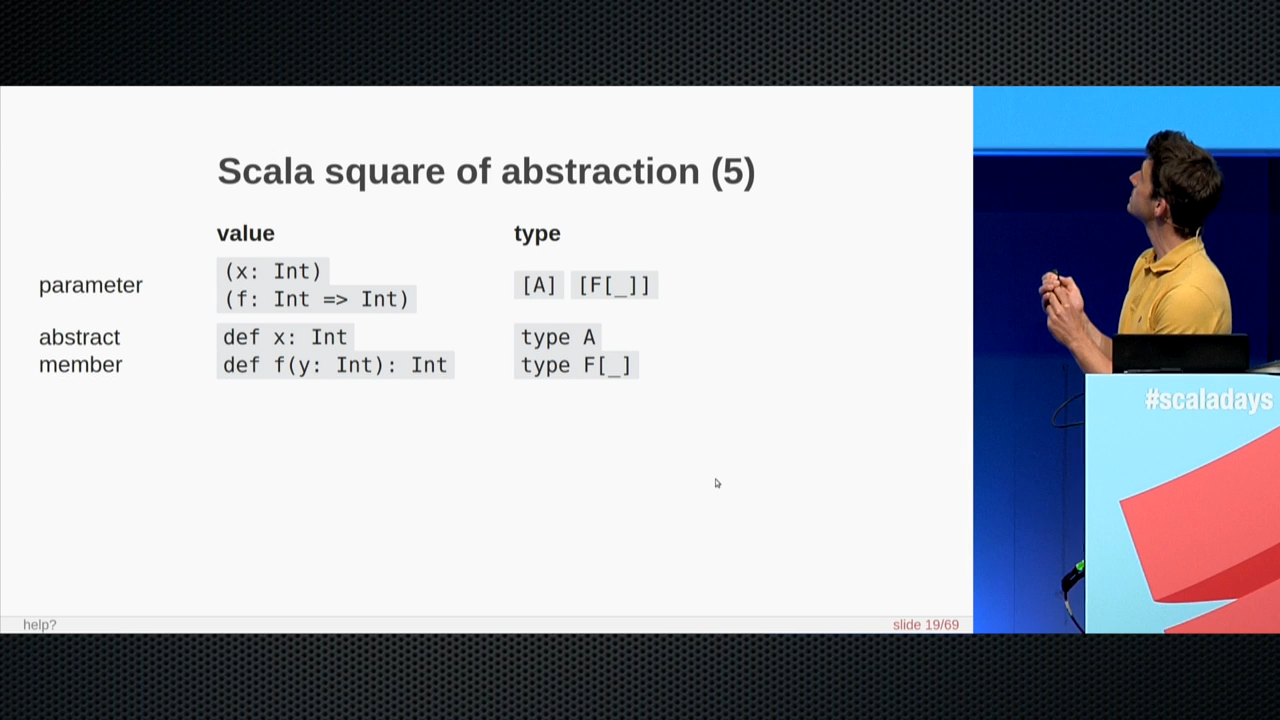 Scala square of abstraction (5)
value type
parameter (x: Int) [A] [F[_]]
(f: Int => Int)
abstract def x: Int type A
member def f(y: Int): Int type F[_]
#scaladays
help? slide 19/69